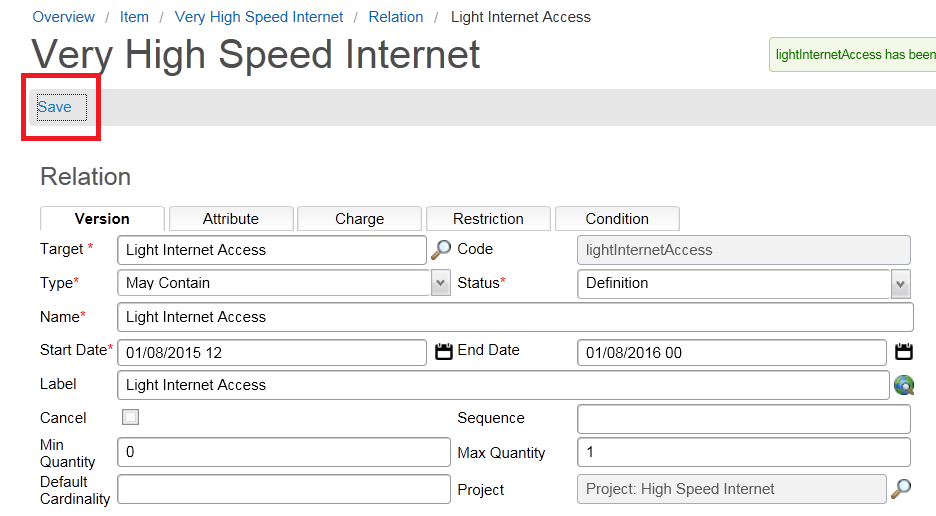 Overview / Item / Very High Speed Internet / Relation / Light Internet Access
Very High Speed Internet
lightInternetAccess has been
Save
Relation
Version Attribute Charge Restriction Condition
Target * Light Internet Access Code lightInternetAccess
Type* May Contain Status* Definition
Name* Light Internet Access
Start Date* 01/08/2015 12 End Date 01/08/2016 00
Label Light Internet Access
Cancel Sequence
Min Quantity 0 Max Quantity 1
Default Cardinality Project Project: High Speed Internet